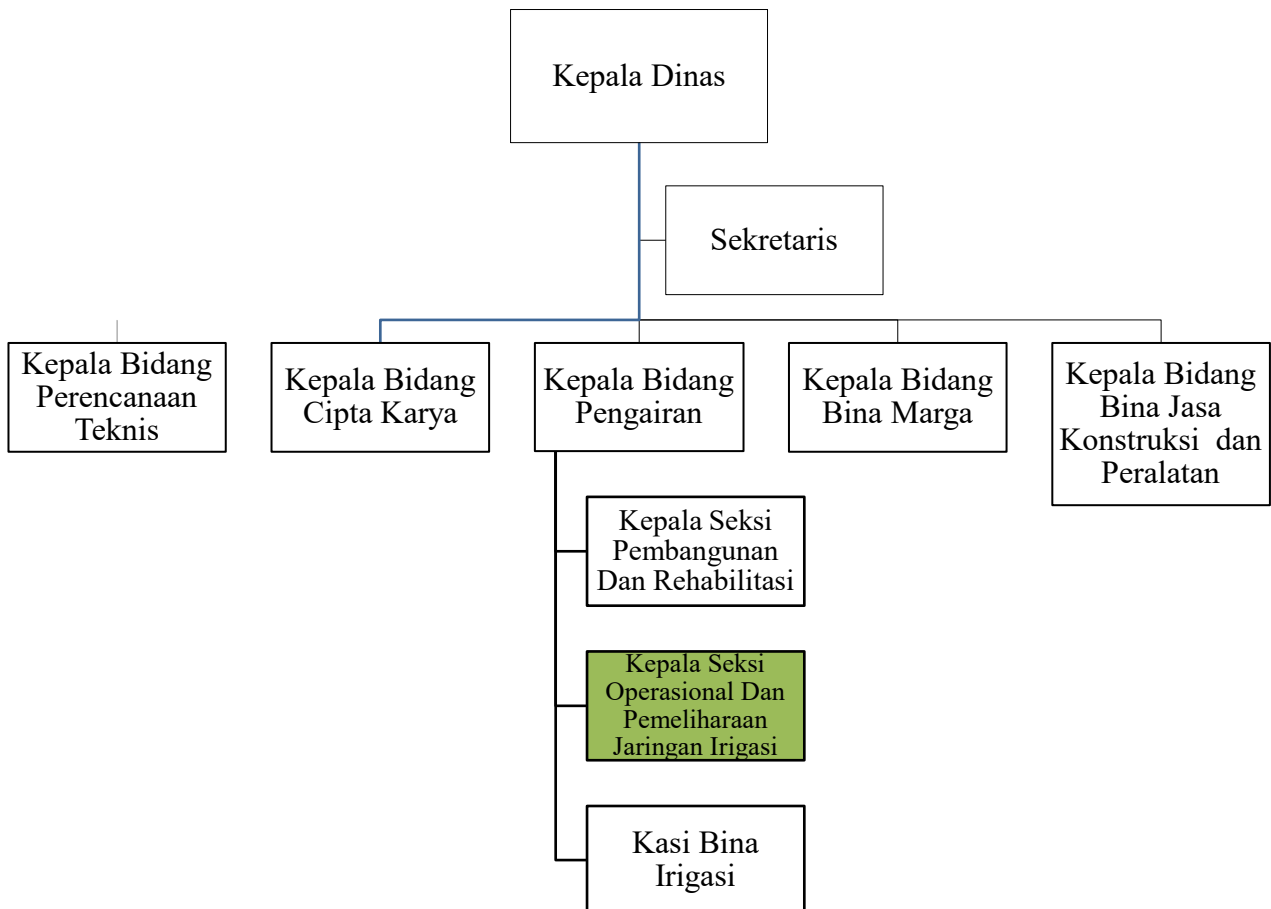 Kepala Dinas
Sekretaris
Kepala Bidang
Perencanaan
Teknis
Kepala Bidang
Cipta Karya
Kepala Bidang
Pengairan
Kepala Bidang
Bina Marga
Kepala Bidang
Bina Jasa
Konstruksi dan
Peralatan
Kepala Seksi
Pembangunan
Dan Rehabilitasi
Kepala Seksi
Operasional Dan
Pemeliharaan
Jaringan Irigasi
Kasi Bina
Irigasi